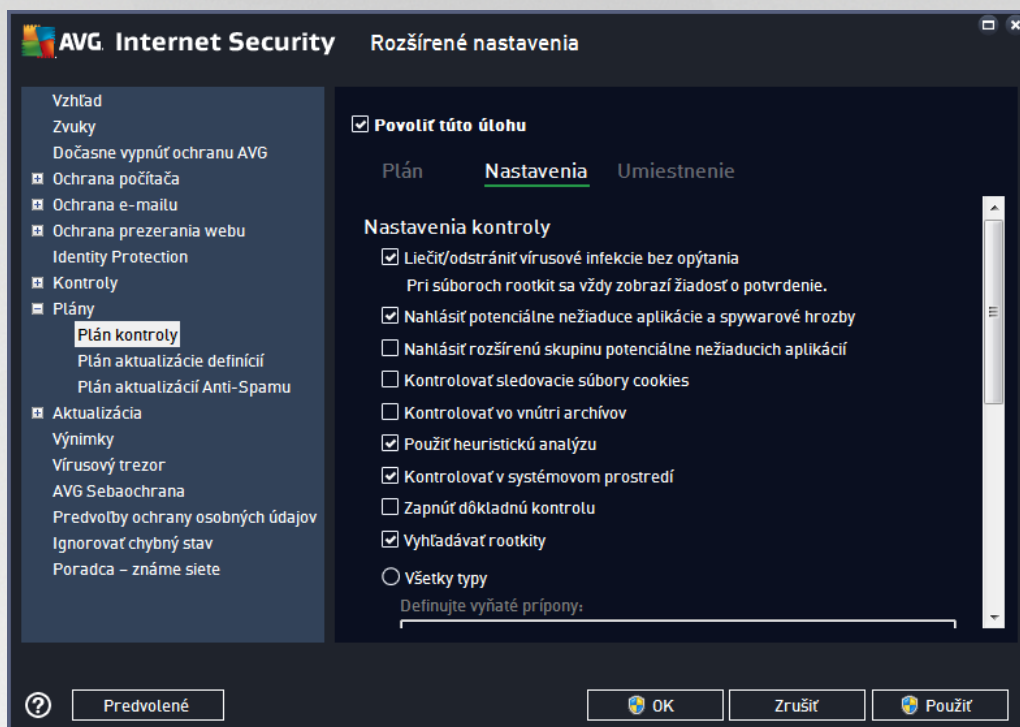 AVG. Internet Security
Rozšírené nastavenia
Vzhľad
Zvuky
Dočasne vypnúť ochranu AVG
Ochrana počítača
Ochrana e-mailu
Ochrana prezerania webu
Identity Protection
Kontroly
Plány
Plán kontroly
Plán aktualizácie definícií
Plán aktualizácií Anti-Spamu
Aktualizácia
Výnimky
Vírusový trezor
AVG Sebaochrana
Predvoľby ochrany osobných údajov
Ignorovať chybný stav
Poradca – známe siete
Povoliť túto úlohu
Plán
Nastavenia
Umiestnenie
Nastavenia kontroly
Liečiť/odstrániť vírusové infekcie bez opýtania
Pri súboroch rootkit sa vždy zobrazí žiadosť o potvrdenie.
Nahlásiť potenciálne nežiaduce aplikácie a spywarové hrozby
Nahlásiť rozšírenú skupinu potenciálne nežiaducich aplikácií
Kontrolovať sledovacie súbory cookies
Kontrolovať vo vnútri archívov
Použiť heuristickú analýzu
Kontrolovať v systémovom prostredí
Zapnúť dôkladnú kontrolu
Vyhľadávať rootkity
Všetky typy
Definujte vyňaté prípony:
Predvolené
OK
Zrušiť
Použiť